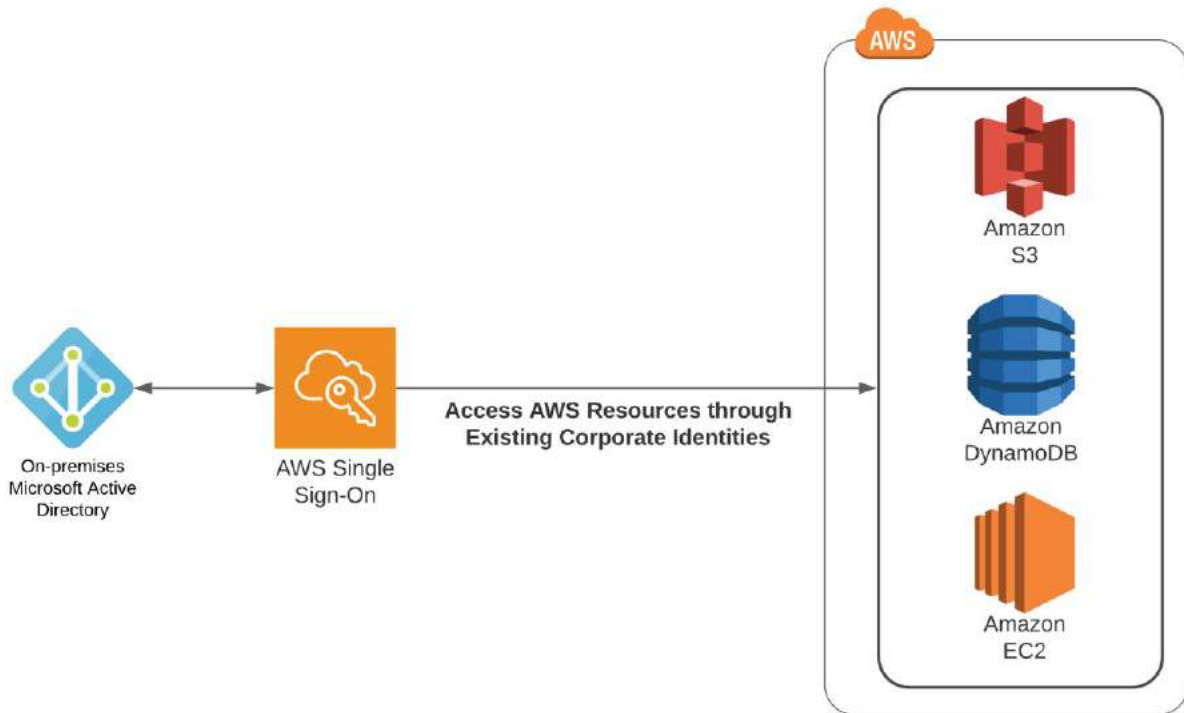 AWS
Amazon
S3
Amazon
DynamoDB
Amazon
EC2
On-premises
Microsoft Active
Directory
AWS Single
Sign-On
Access AWS Resources through
Existing Corporate Identities